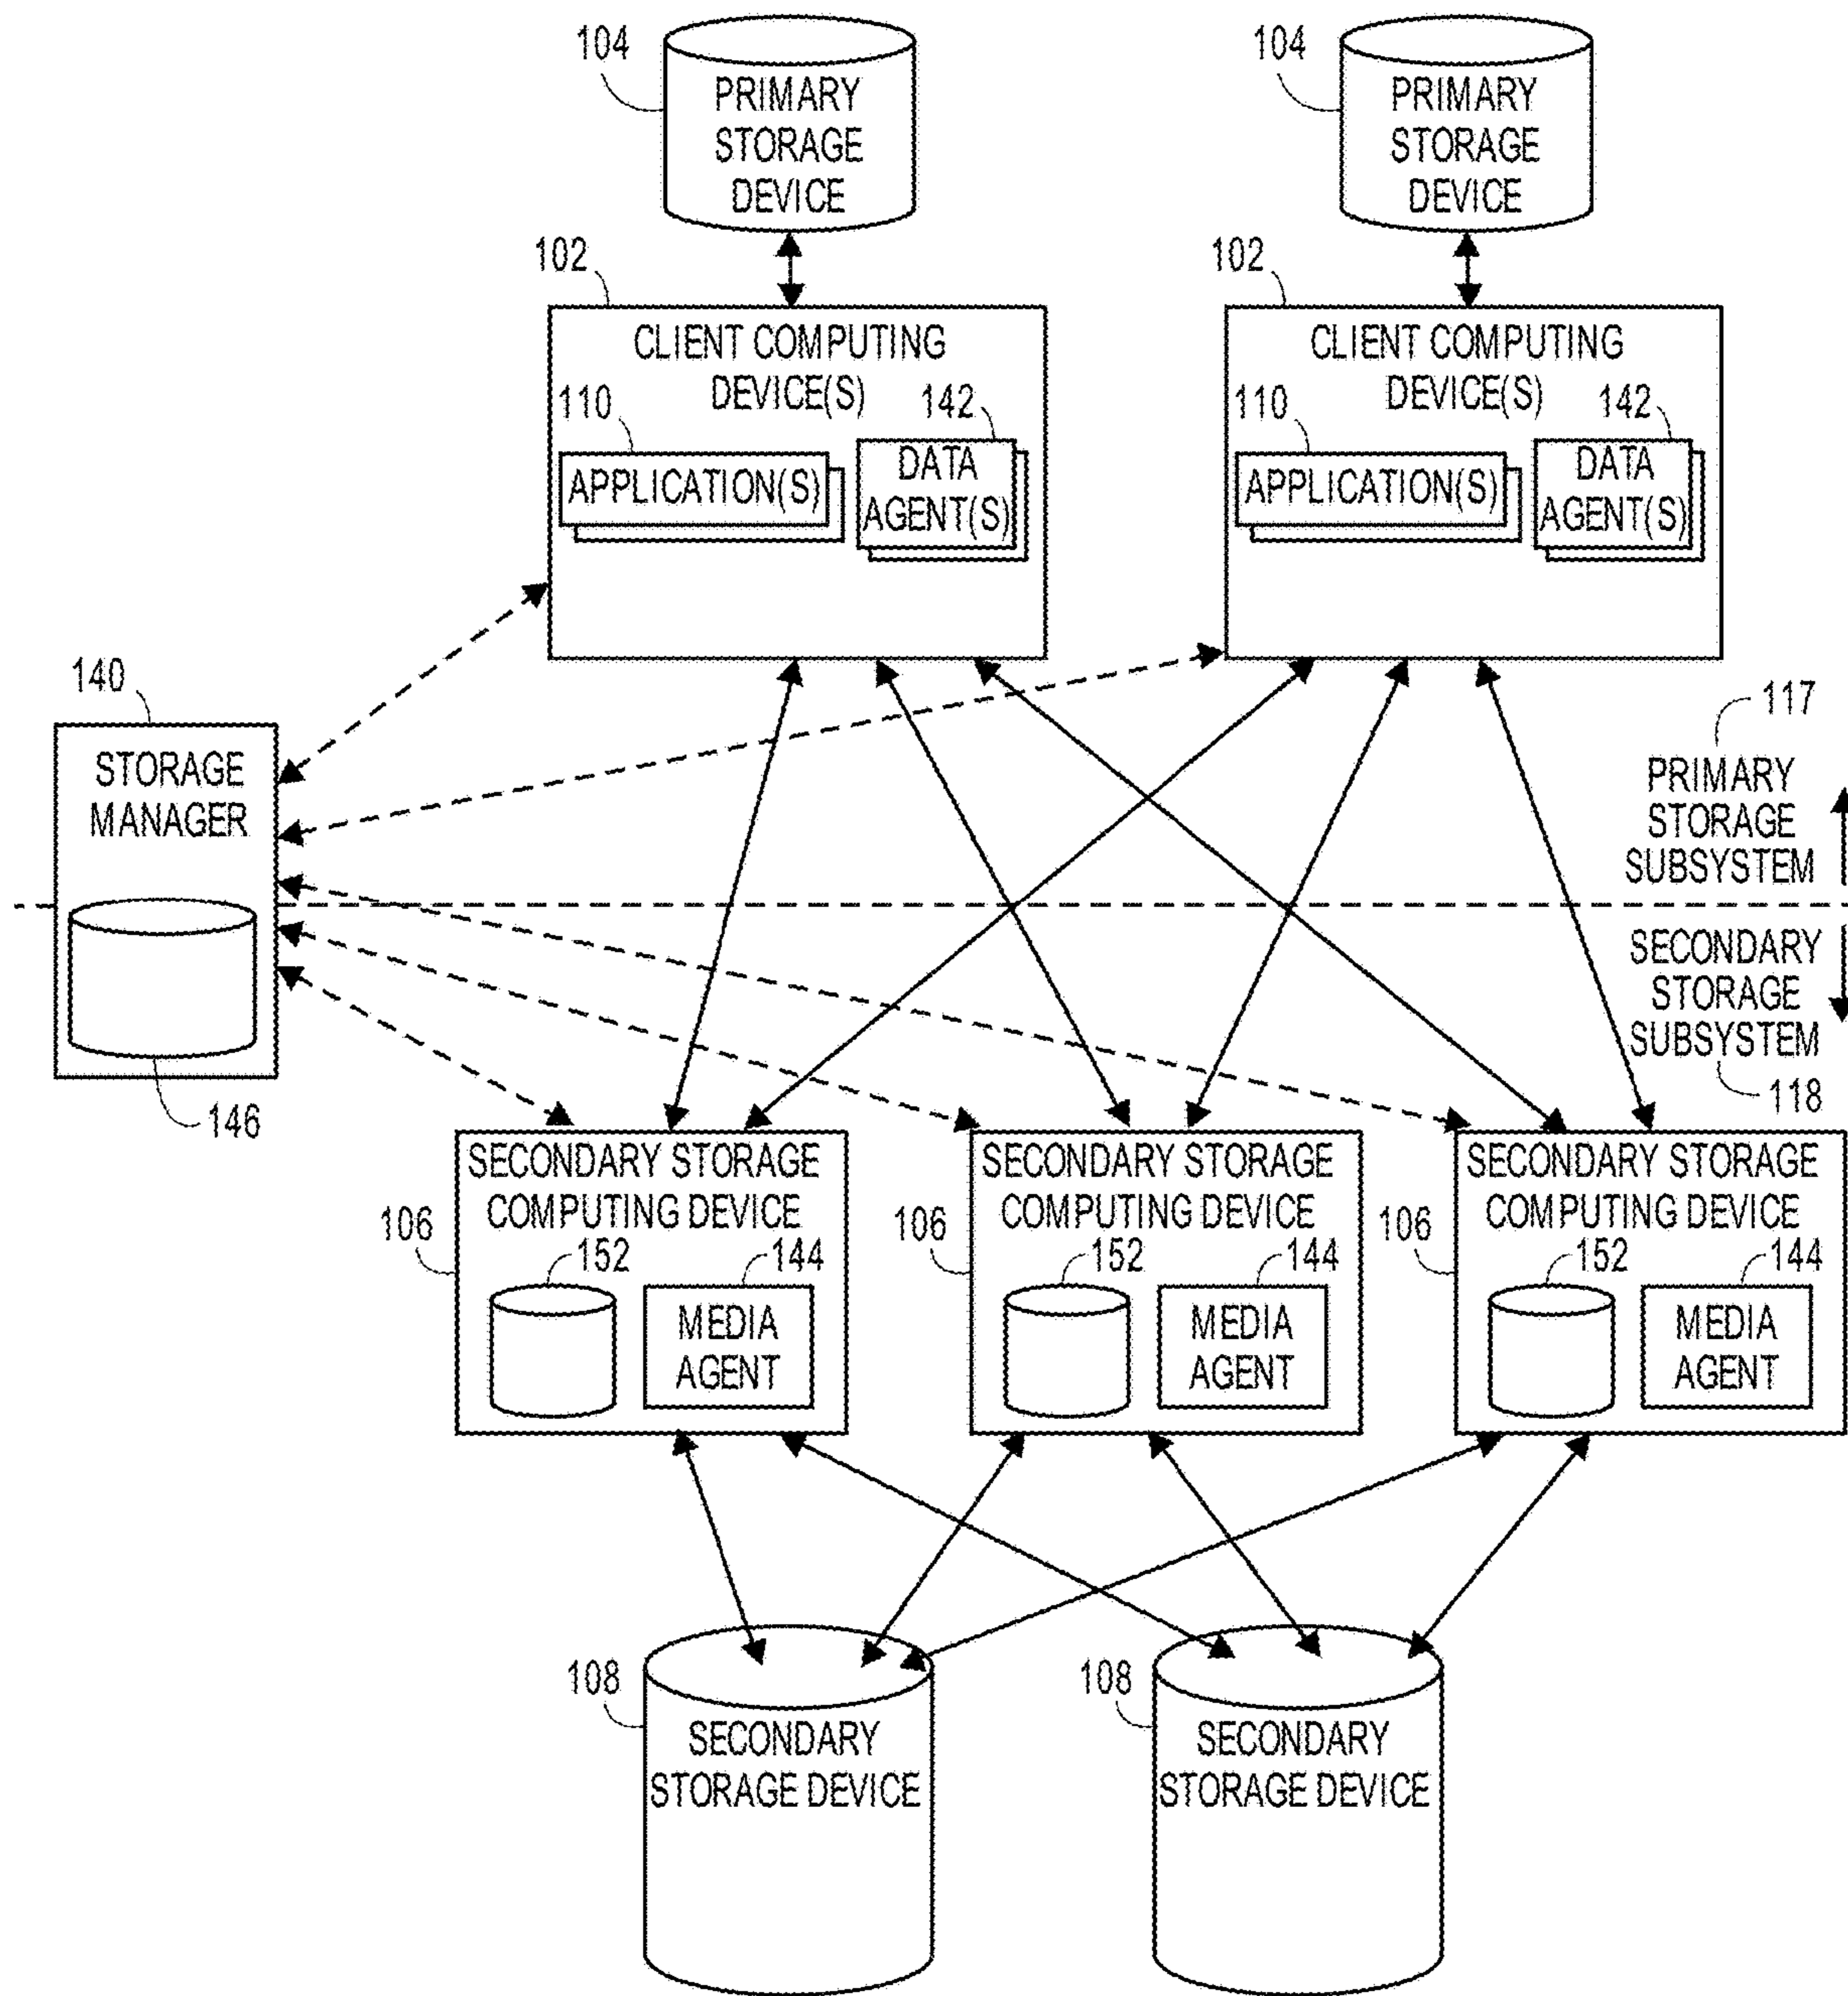 104
PRIMARY
STORAGE
DEVICE
104
PRIMARY
STORAGE
DEVICE
102
CLIENT COMPUTING
DEVICE(S)
110
APPLICATION(S)
142
DATA
AGENT(S)
102
CLIENT COMPUTING
DEVICE(S)
110
APPLICATION(S)
142
DATA
AGENT(S)
140
STORAGE
MANAGER
146
117
PRIMARY
STORAGE
SUBSYSTEM
SECONDARY
STORAGE
SUBSYSTEM
118
106
SECONDARY STORAGE
COMPUTING DEVICE
152
144
MEDIA
AGENT
106
SECONDARY STORAGE
COMPUTING DEVICE
152
144
MEDIA
AGENT
106
SECONDARY STORAGE
COMPUTING DEVICE
152
144
MEDIA
AGENT
108
SECONDARY
STORAGE DEVICE
108
SECONDARY
STORAGE DEVICE